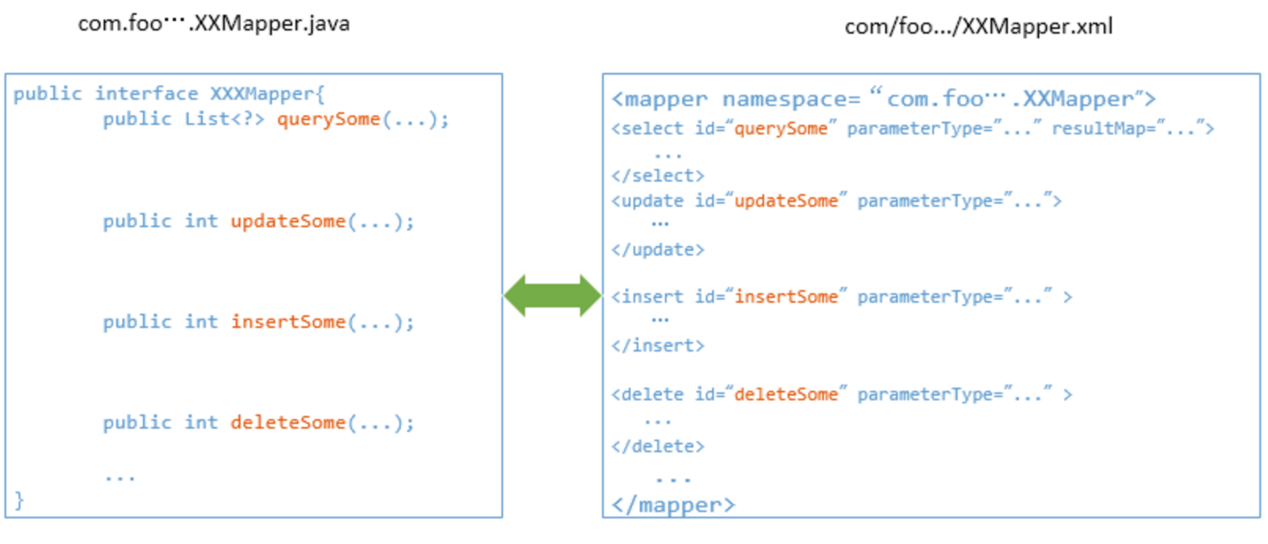 com.foo….XXMapper.java
public interface XXXMapper{
public List<?> querySome(...);
public int updateSome(...);
public int insertSome(...);
public int deleteSome(...);
...
}
com/foo.../XXMapper.xml
<mapper namespace=“com.foo….XXMapper”>
<select id=“querySome” parameterType=”...” resultMap=”...”>
...
</select>
<update id=“updateSome” parameterType=”...”>
…
</update>
<insert id=“insertSome” parameterType=”...” >
…
</insert>
<delete id=“deleteSome” parameterType=”...” >
...
</delete>
...
</mapper>